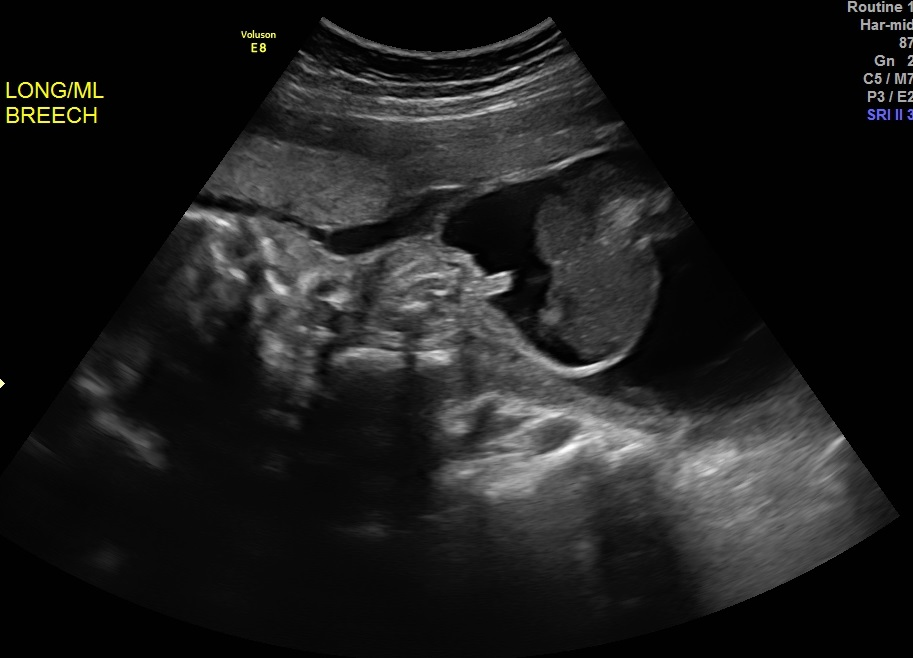 Voluson
E8
LONG/ML
BREECH
Routine 1
Har-mid
87
Gn 2
C5 / M7
P3 / E2
SRI II 3